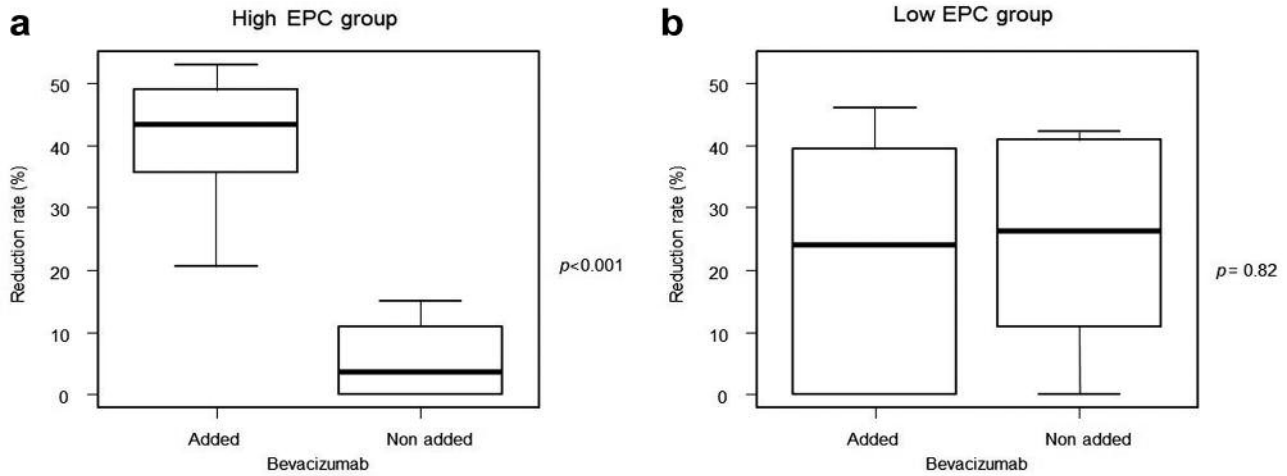 a
High EPC group
Reduction rate (%)
50
40
30
20
10
0
Added
Non added
Bevacizumab
p<0.001
b
Low EPC group
Reduction rate (%)
50
40
30
20
10
0
Added
Non added
Bevacizumab
p= 0.82